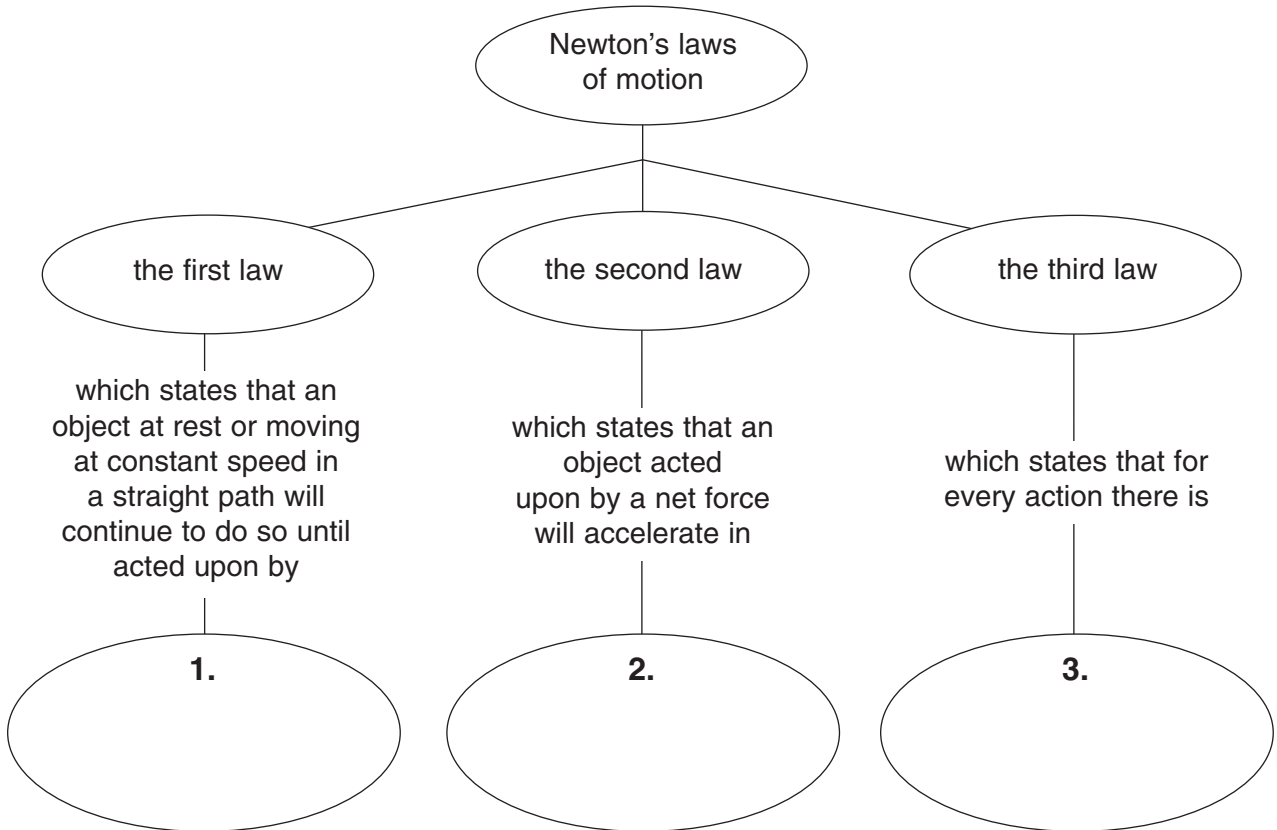 Newton’s laws
of motion
the first law
the second law
the third law
which states that an
object at rest or moving
at constant speed in
a straight path will
continue to do so until
acted upon by
which states that an
object acted
upon by a net force
will accelerate in
which states that for
every action there is
1.
2.
3.